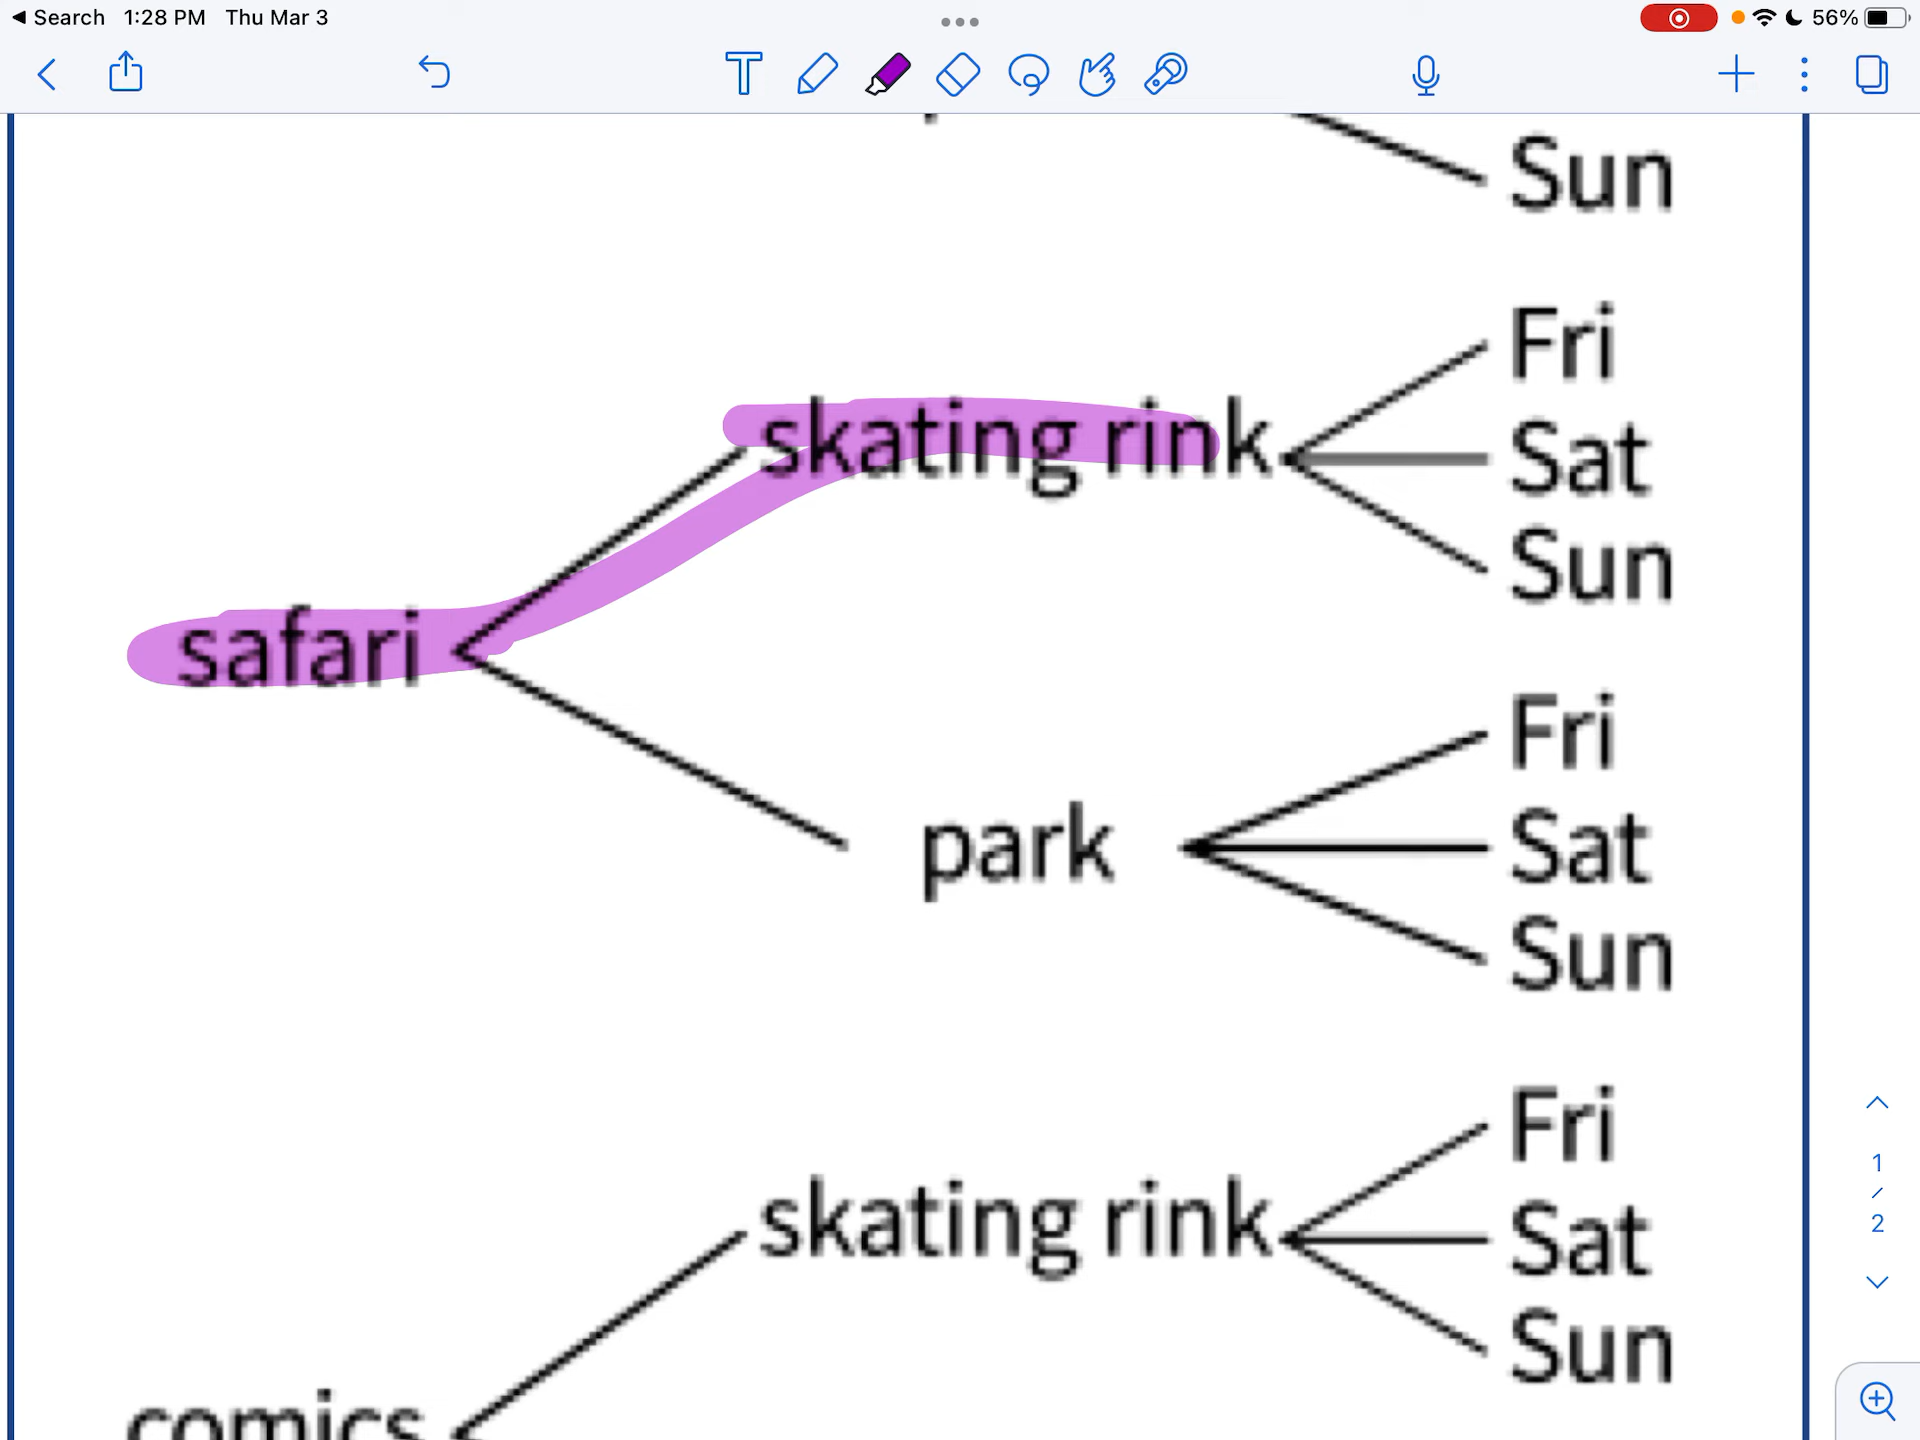 Search 1:28 PM Thu Mar 3 56%
T
Sun
Fri
skating rink Sat
Sun
safari
Fri
park Sat
Sun
Fri
skating rink Sat
Sun
comics
1
/
2